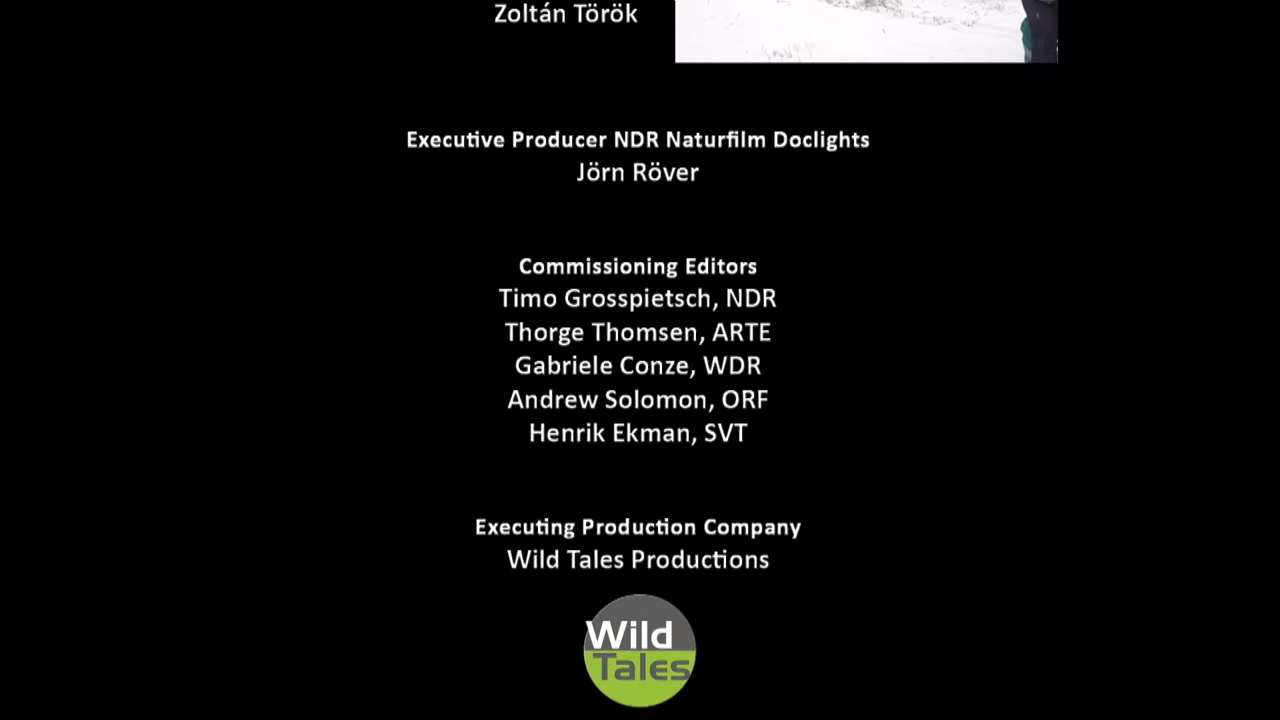 Zoltán Török
Executive Producer NDR Naturfilm Doclights
Jörn Röver
Commissioning Editors
Timo Grosspietsch, NDR
Thorge Thomsen, ARTE
Gabriele Conze, WDR
Andrew Solomon, ORF
Henrik Ekman, SVT
Executing Production Company
Wild Tales Productions
Wild
Tales